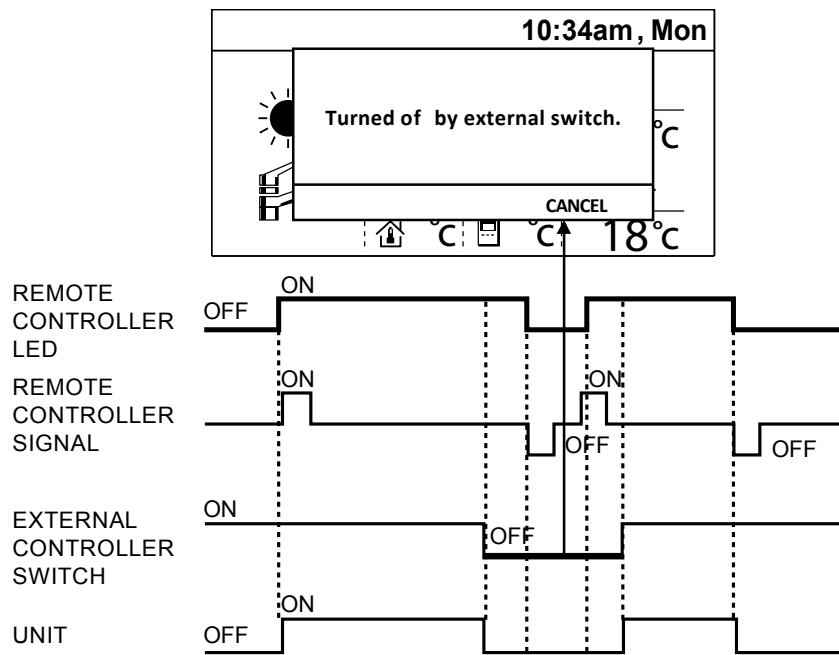 10:34am , Mon
Turned of by external switch.
°C
CANCEL
°C °C 18°C
REMOTE
CONTROLLER
LED
OFF
ON
REMOTE
CONTROLLER
SIGNAL
ON
OFF
ON
OFF
EXTERNAL
CONTROLLER
SWITCH
ON
OFF
UNIT
OFF
ON